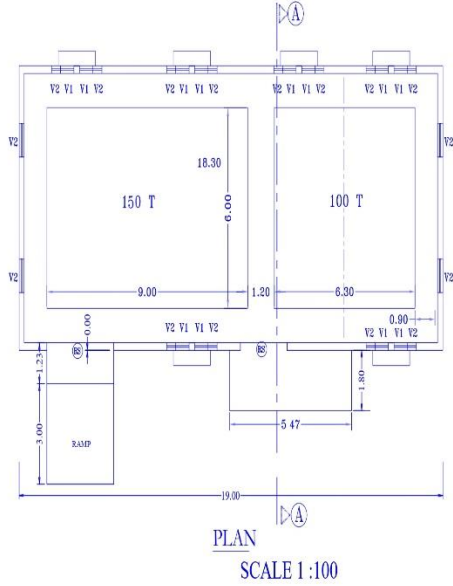 A
V2 V1 V1 V2
V2 V1 V1 V2
V2 V1 V1 V2
V2 V1 V1 V2
V2
V2
18.30
6.00
150 T
100 T
V2
V2
9.00
1.20
6.30
0.90
0.00
V2 V1 V1 V2
V2 V1 V1 V2
1.23
1.80
3.00
RAMP
5.47
19.00
A
PLAN
SCALE 1:100